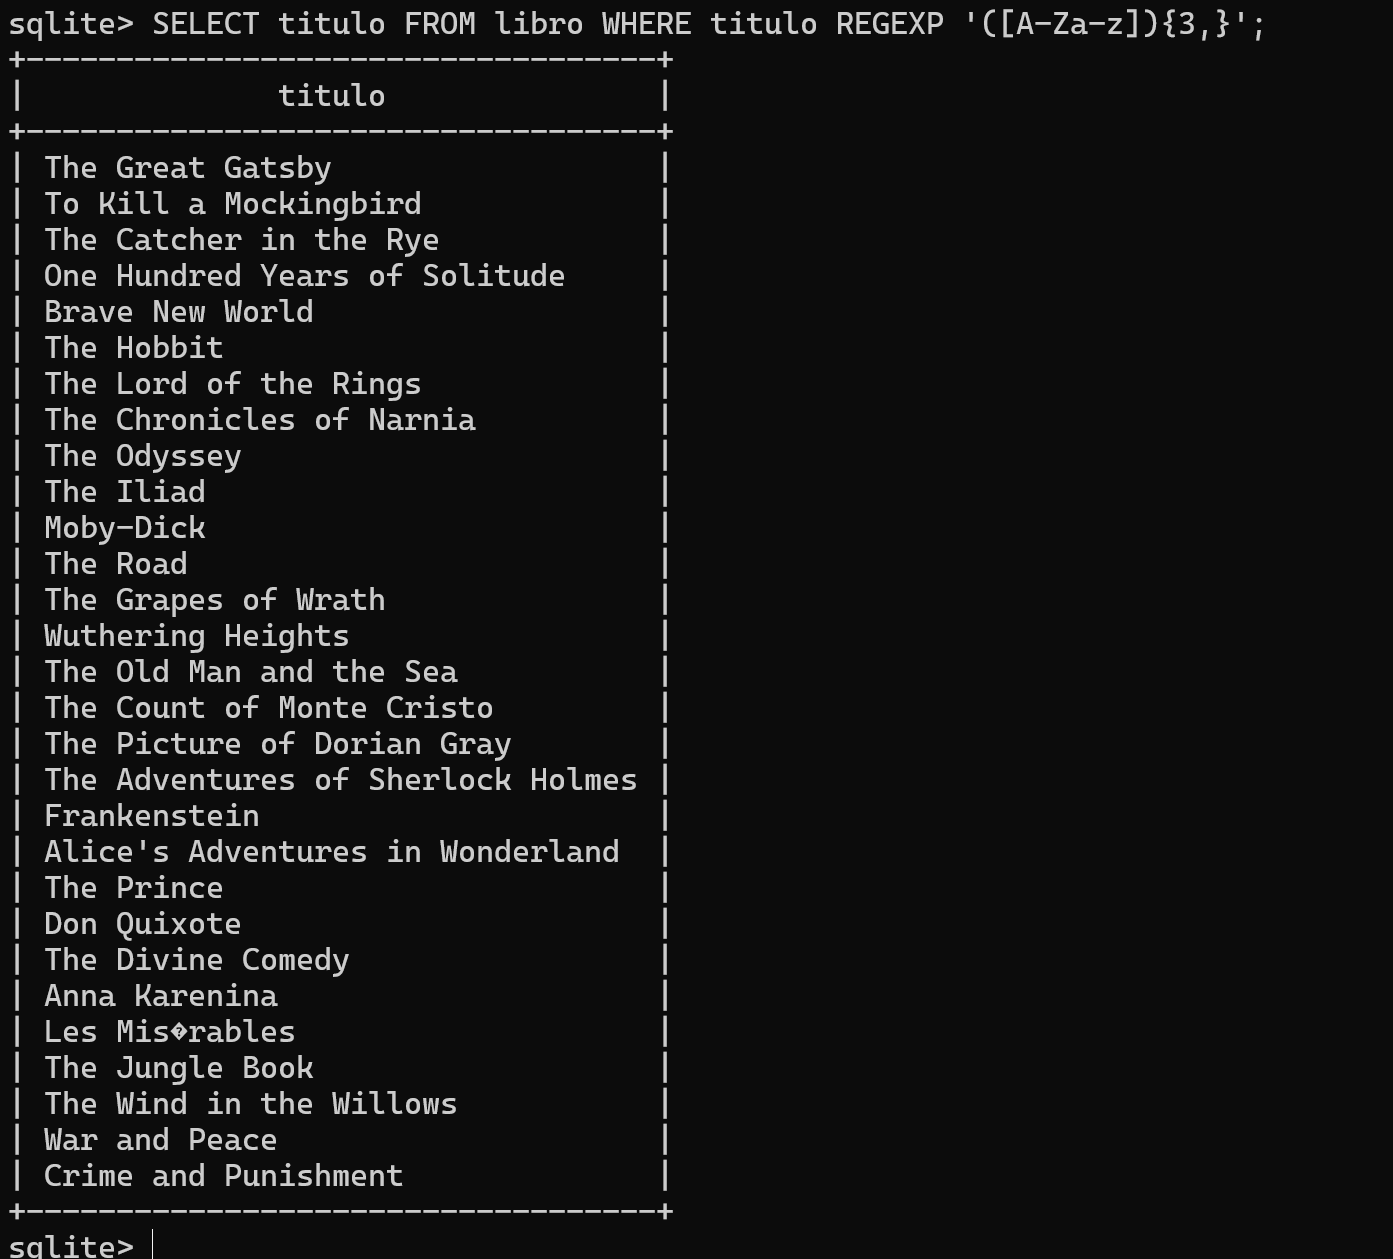 sqlite> SELECT titulo FROM libro WHERE titulo REGEXP '([A-Za-z]){3,}';
+-----------------------------------+
|              titulo               |
+-----------------------------------+
| The Great Gatsby                  |
| To Kill a Mockingbird             |
| The Catcher in the Rye            |
| One Hundred Years of Solitude     |
| Brave New World                   |
| The Hobbit                        |
| The Lord of the Rings             |
| The Chronicles of Narnia          |
| The Odyssey                       |
| The Iliad                         |
| Moby-Dick                         |
| The Road                          |
| The Grapes of Wrath               |
| Wuthering Heights                 |
| The Old Man and the Sea           |
| The Count of Monte Cristo         |
| The Picture of Dorian Gray        |
| The Adventures of Sherlock Holmes |
| Frankenstein                      |
| Alice's Adventures in Wonderland  |
| The Prince                        |
| Don Quixote                       |
| The Divine Comedy                 |
| Anna Karenina                     |
| Les Mis�rables                    |
| The Jungle Book                   |
| The Wind in the Willows           |
| War and Peace                     |
| Crime and Punishment              |
+-----------------------------------+
sqlite>